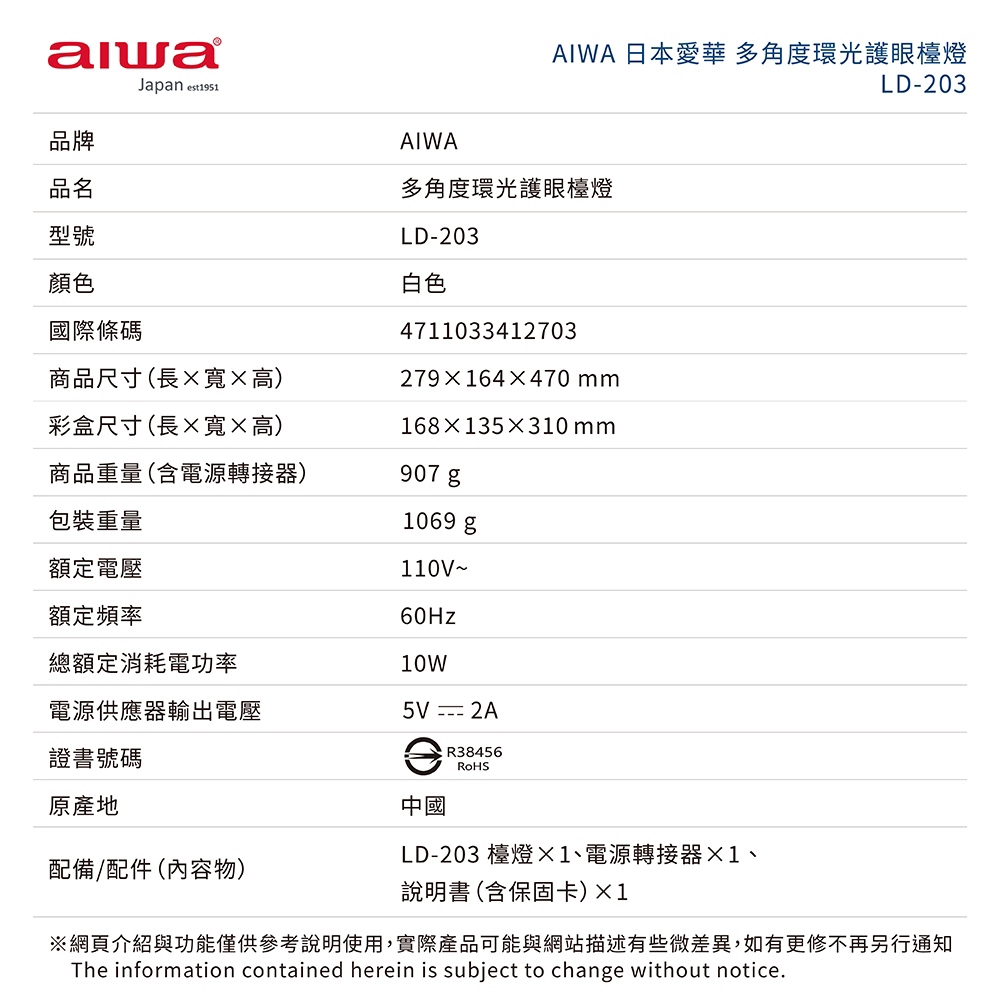 aiwa®
Japan est1951
AIWA 日本愛華 多角度環光護眼檯燈
LD-203
品牌 AIWA
品名 多角度環光護眼檯燈
型號 LD-203
顏色 白色
國際條碼 4711033412703
商品尺寸(長×寬×高) 279×164×470 mm
彩盒尺寸(長×寬×高) 168×135×310 mm
商品重量(含電源轉接器) 907 g
包裝重量 1069 g
額定電壓 110V~
額定頻率 60Hz
總額定消耗電功率 10W
電源供應器輸出電壓 5V ⎓ 2A
證書號碼 R38456
RoHS
原產地 中國
配備/配件(內容物) LD-203 檯燈×1、電源轉接器×1、
說明書(含保固卡)×1
※網頁介紹與功能僅供參考說明使用,實際產品可能與網站描述有些微差異,如有更修不再另行通知
The information contained herein is subject to change without notice.